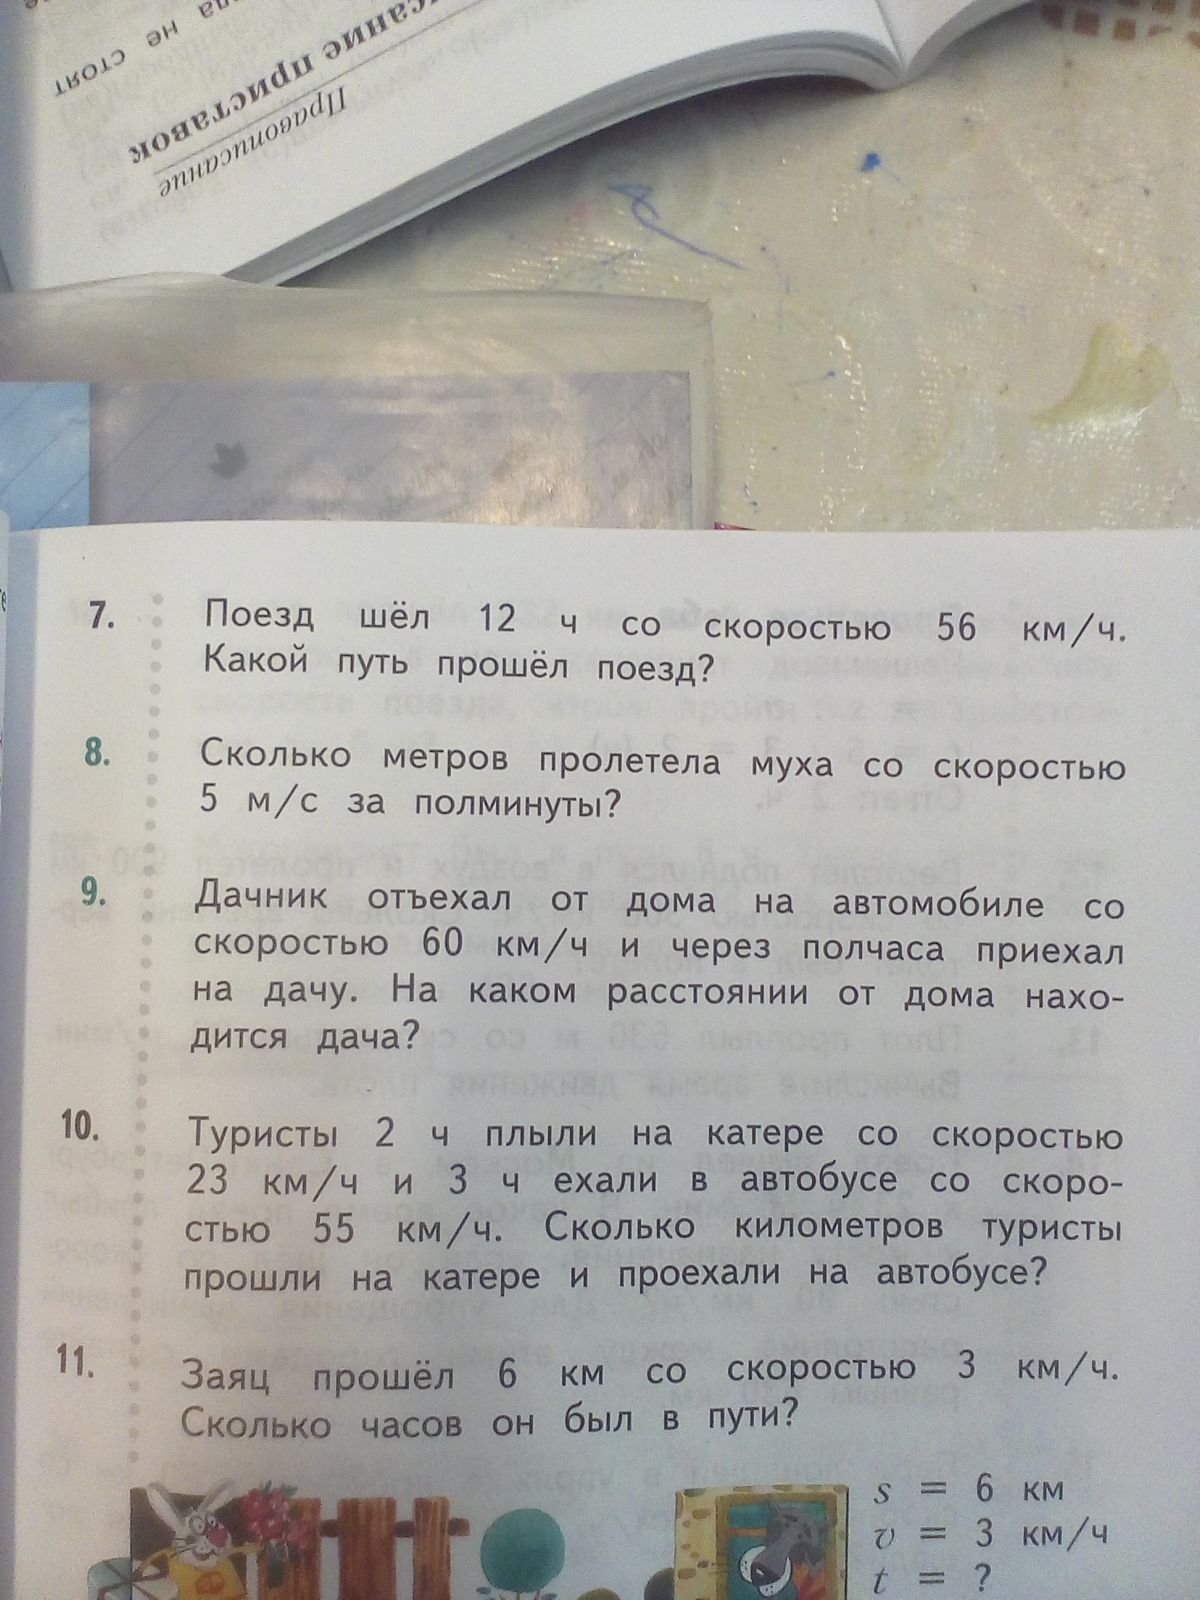 не стоят
приставок
Правописание
7. Поезд шёл 12 ч со скоростью 56 км/ч.
Какой путь прошёл поезд?
8. Сколько метров пролетела муха со скоростью
5 м/с за полминуты?
9. Дачник отъехал от дома на автомобиле со
скоростью 60 км/ч и через полчаса приехал
на дачу. На каком расстоянии от дома нахо-
дится дача?
10. Туристы 2 ч плыли на катере со скоростью
23 км/ч и 3 ч ехали в автобусе со скоро-
стью 55 км/ч. Сколько километров туристы
прошли на катере и проехали на автобусе?
11. Заяц прошёл 6 км со скоростью 3 км/ч.
Сколько часов он был в пути?
s = 6 км
v = 3 км/ч
t = ?